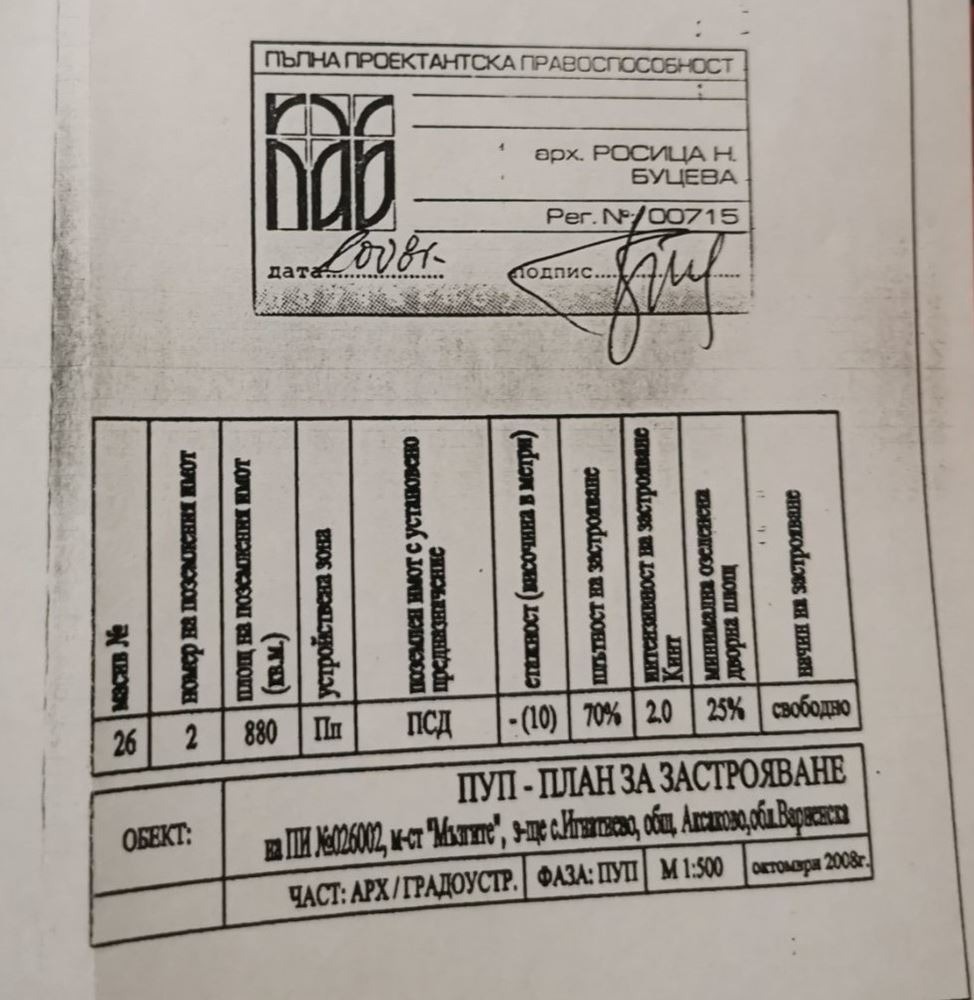 ПЪЛНА ПРОЕКТАНТСКА ПРАВОСПОСОБНОСТ
арх. РОСИЦА Н.
БУЦЕВА
Рег. № 00715
дата 2008г. подпис
масив №
номер на поземления имот
площ на поземления имот
(кв.м.)
устройствена зона
поземлен имот с установено
предназначение
етажност (височина в метри)
плътност на застрояване
интензивност на застрояване
Кинт
минимална озеленена
дворна площ
начин на застрояване
26 2 880 Пп ПСД - (10) 70% 2.0 25% свободно
ОБЕКТ:
ПУП - ПЛАН ЗА ЗАСТРОЯВАНЕ
на ПИ №026002, м-ст "Мъзгите", з-ще с.Игнатиево, общ. Аксаково,обл.Варненска
ЧАСТ: АРХ / ГРАДОУСТР. ФАЗА: ПУП М 1:500 октомври 2008г.